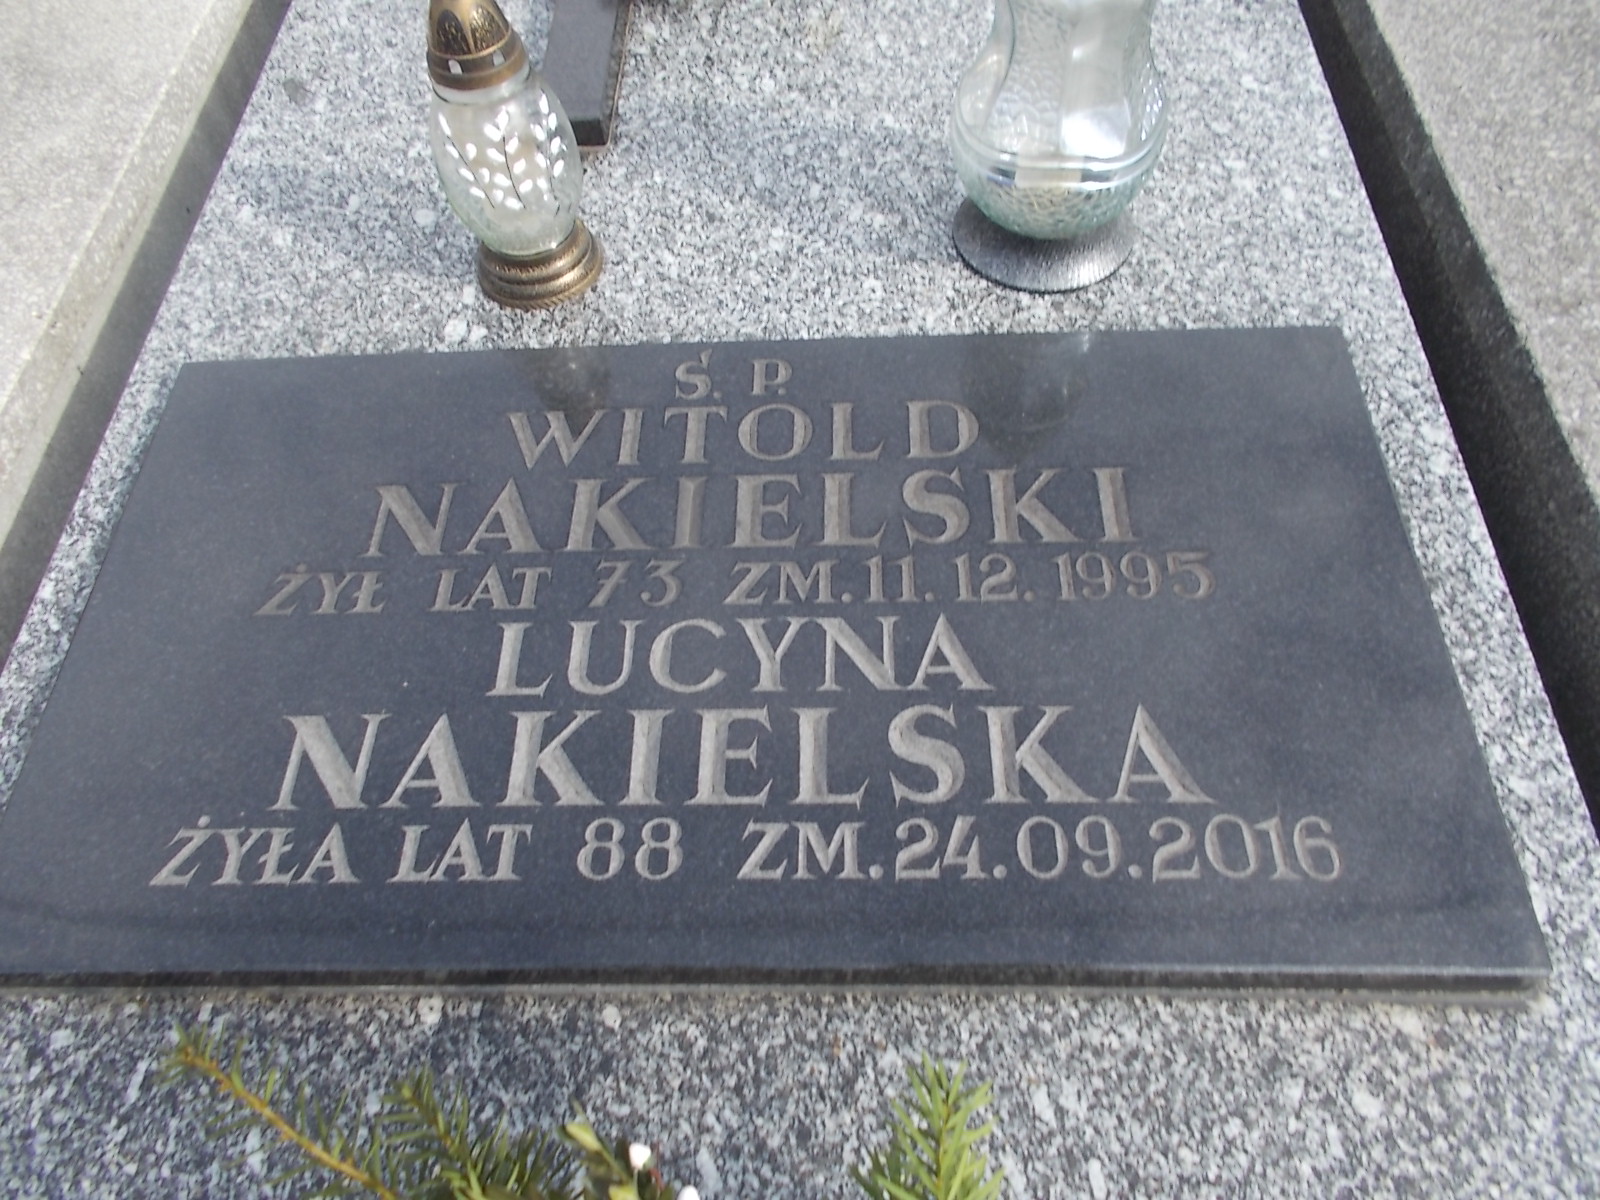 Ś. P.
WITOLD
NAKIELSKI
ŻYŁ LAT 73 ZM. 11. 12. 1995
LUCYNA
NAKIELSKA
ŻYŁA LAT 88 ZM. 24. 09. 2016